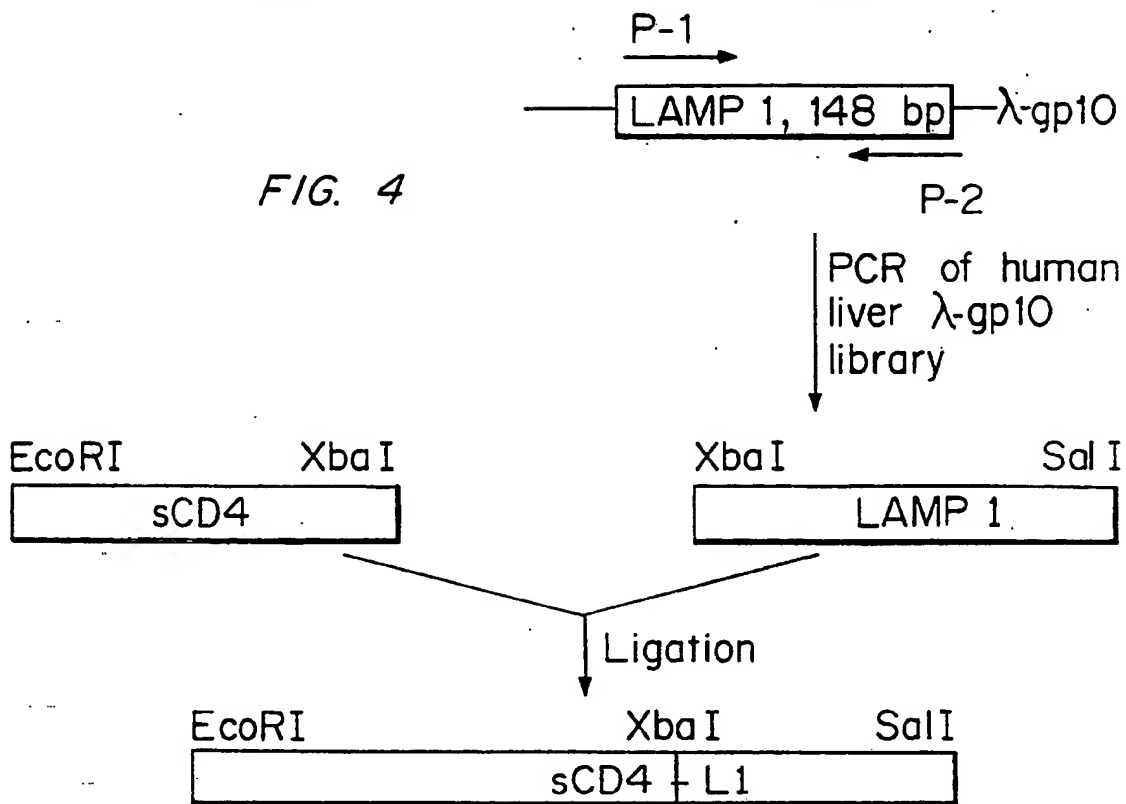 P-1
LAMP 1, 148 bp
λ-gp10
FIG. 4
P-2
PCR of human
liver λ-gp10
library
EcoRI XbaI
sCD4
XbaI SalI
LAMP 1
Ligation
EcoRI XbaI SalI
sCD4 - L1